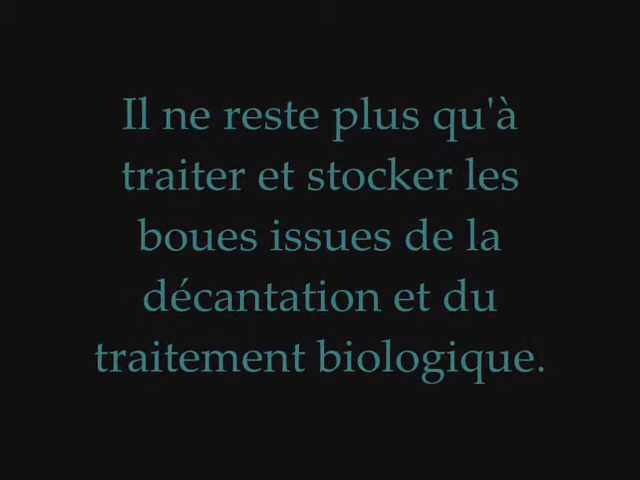 Il ne reste plus qu'à
traiter et stocker les
boues issues de la
décantation et du
traitement biologique.